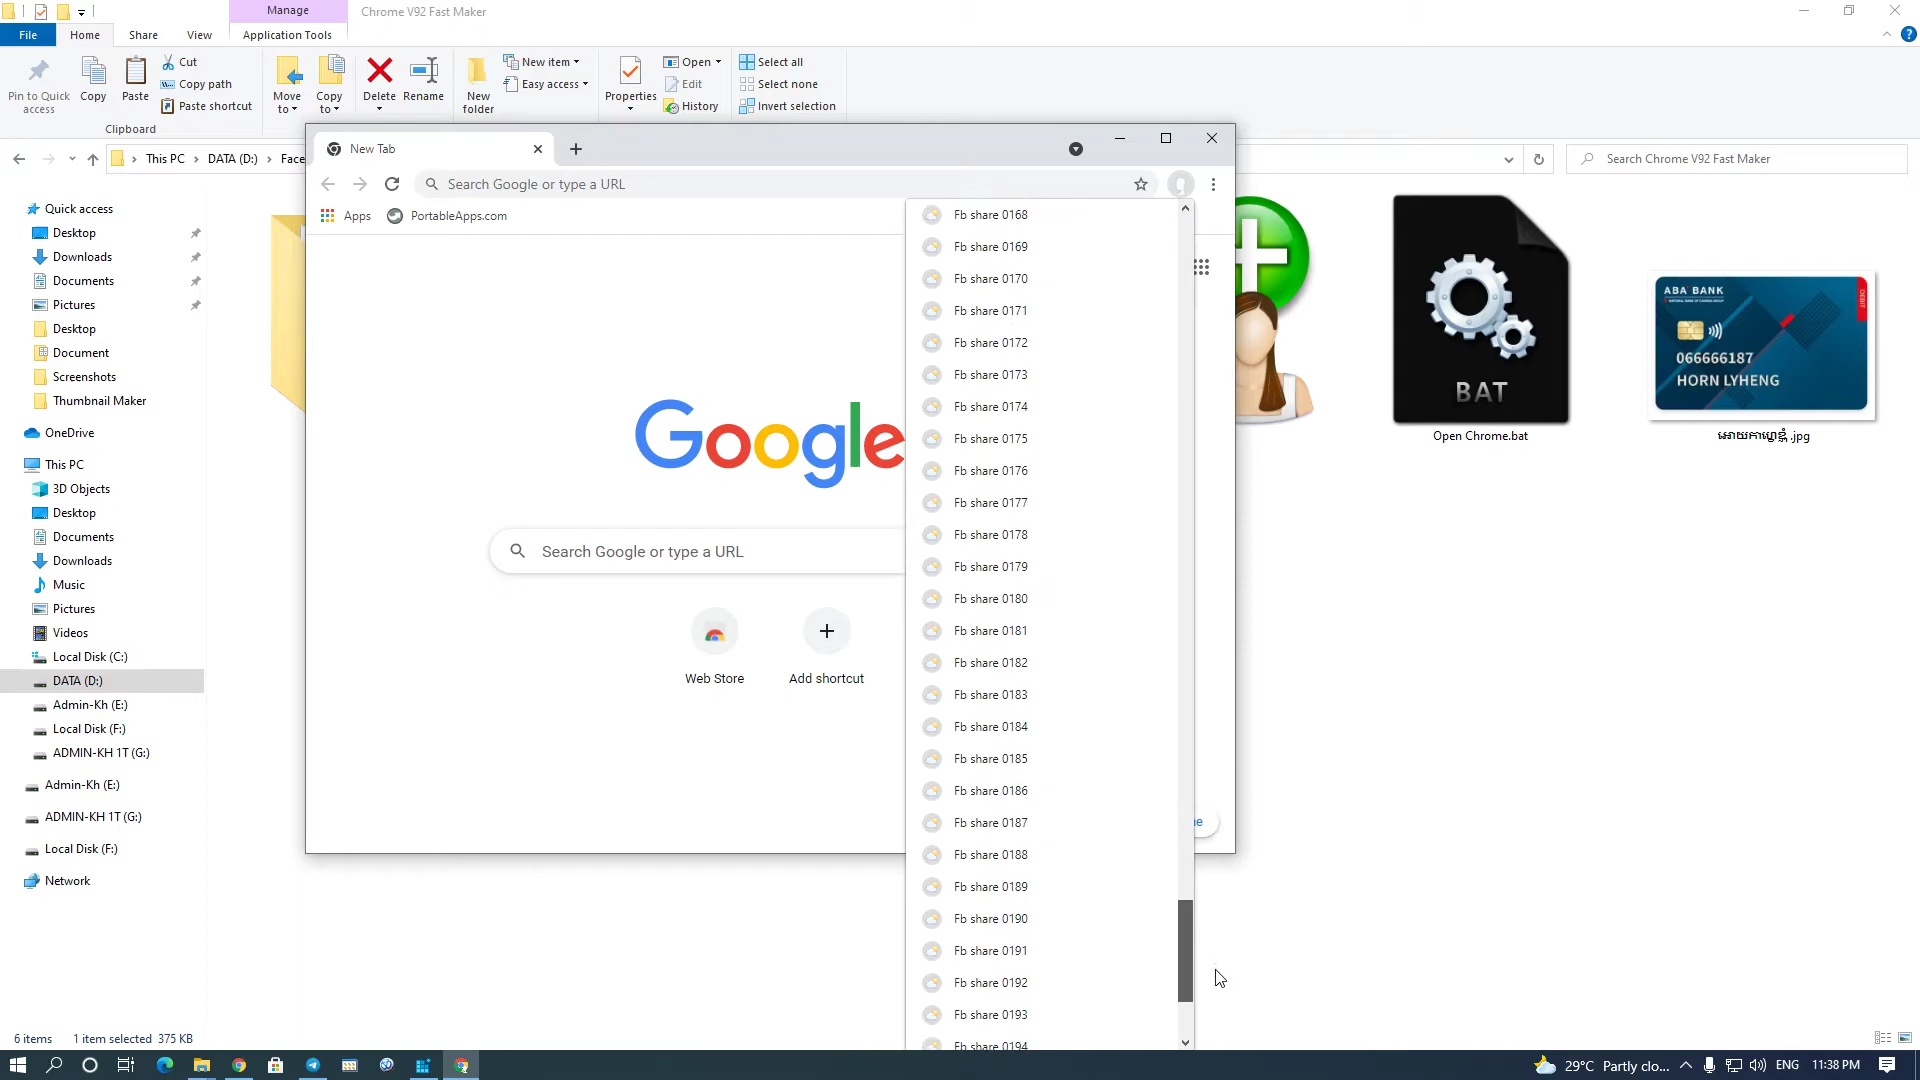 Manage
Chrome V92 Fast Maker
File
Home
Share
View
Application Tools
Pin to Quick access
Copy
Paste
Cut
Copy path
Paste shortcut
Clipboard
Move to
Copy to
Delete
Rename
New folder
New item
Easy access
Properties
Open
Edit
History
Select all
Select none
Invert selection
This PC
DATA (D:)
Face
Search Chrome V92 Fast Maker
New Tab
Search Google or type a URL
Apps
PortableApps.com
Google
Search Google or type a URL
Web Store
Add shortcut
Fb share 0168
Fb share 0169
Fb share 0170
Fb share 0171
Fb share 0172
Fb share 0173
Fb share 0174
Fb share 0175
Fb share 0176
Fb share 0177
Fb share 0178
Fb share 0179
Fb share 0180
Fb share 0181
Fb share 0182
Fb share 0183
Fb share 0184
Fb share 0185
Fb share 0186
Fb share 0187
Fb share 0188
Fb share 0189
Fb share 0190
Fb share 0191
Fb share 0192
Fb share 0193
Fb share 0194
Quick access
Desktop
Downloads
Documents
Pictures
Desktop
Document
Screenshots
Thumbnail Maker
OneDrive
This PC
3D Objects
Desktop
Documents
Downloads
Music
Pictures
Videos
Local Disk (C:)
DATA (D:)
Admin-Kh (E:)
Local Disk (F:)
ADMIN-KH 1T (G:)
Admin-Kh (E:)
ADMIN-KH 1T (G:)
Local Disk (F:)
Network
BAT
Open Chrome.bat
ABA BANK
DEBIT
066666187
HORN LYHENG
.jpg
6 items
1 item selected 375 KB
29°C Partly clo...
ENG
11:38 PM